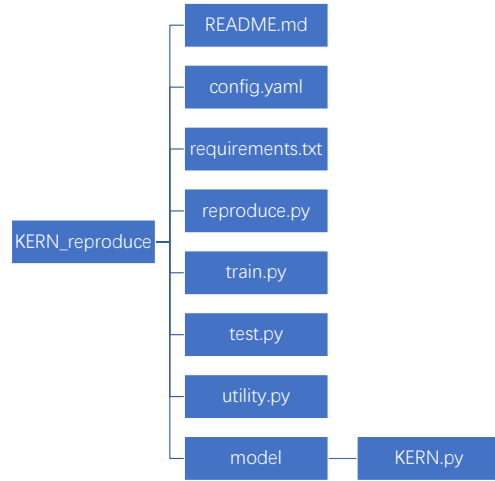 README.md
config.yaml
requirements.txt
reproduce.py
KERN_reproduce
train.py
test.py
utility.py
model
KERN.py